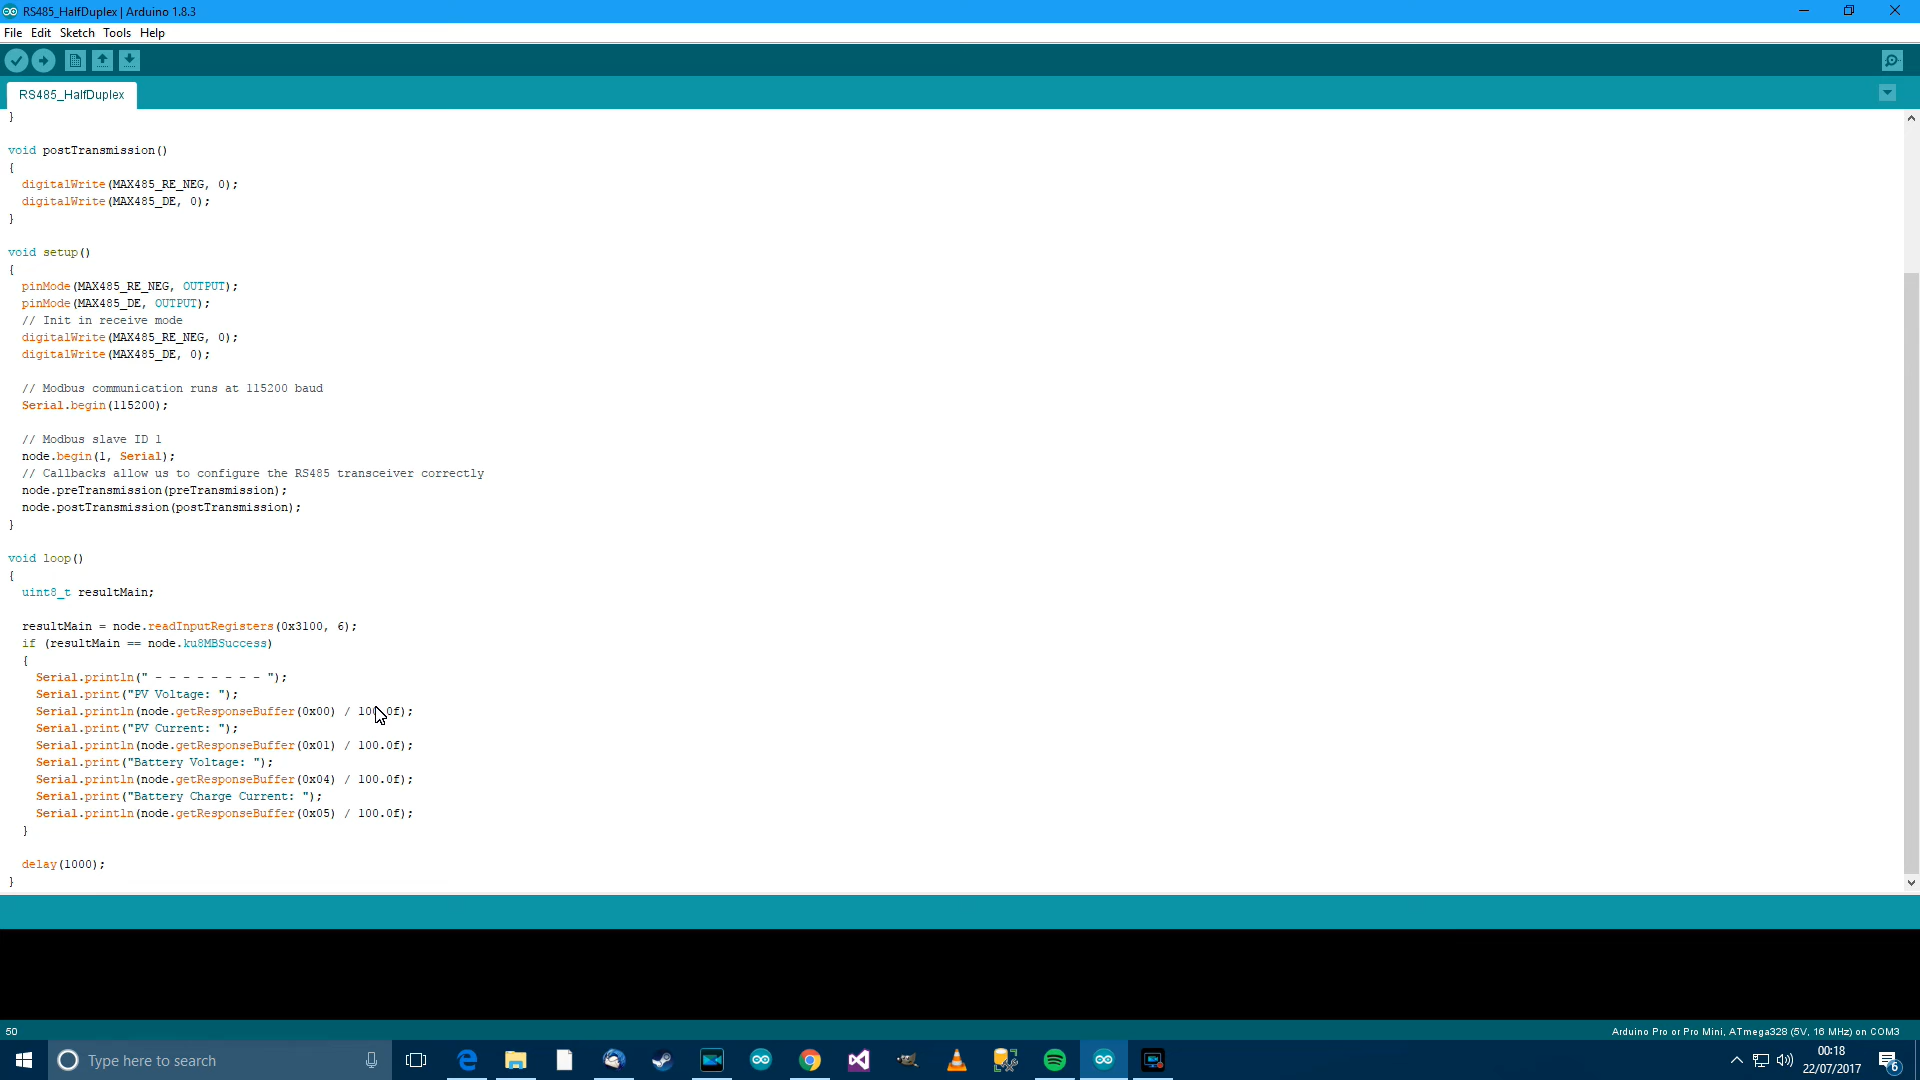 RS485_HalfDuplex | Arduino 1.8.3
File Edit Sketch Tools Help
RS485_HalfDuplex
}
void postTransmission()
{
  digitalWrite(MAX485_RE_NEG, 0);
  digitalWrite(MAX485_DE, 0);
}
void setup()
{
  pinMode(MAX485_RE_NEG, OUTPUT);
  pinMode(MAX485_DE, OUTPUT);
  // Init in receive mode
  digitalWrite(MAX485_RE_NEG, 0);
  digitalWrite(MAX485_DE, 0);
  // Modbus communication runs at 115200 baud
  Serial.begin(115200);
  // Modbus slave ID 1
  node.begin(1, Serial);
  // Callbacks allow us to configure the RS485 transceiver correctly
  node.preTransmission(preTransmission);
  node.postTransmission(postTransmission);
}
void loop()
{
  uint8_t resultMain;
  resultMain = node.readInputRegisters(0x3100, 6);
  if (resultMain == node.ku8MBSuccess)
  {
    Serial.println(" - - - - - - - - ");
    Serial.print("PV Voltage: ");
    Serial.println(node.getResponseBuffer(0x00) / 100.0f);
    Serial.print("PV Current: ");
    Serial.println(node.getResponseBuffer(0x01) / 100.0f);
    Serial.print("Battery Voltage: ");
    Serial.println(node.getResponseBuffer(0x04) / 100.0f);
    Serial.print("Battery Charge Current: ");
    Serial.println(node.getResponseBuffer(0x05) / 100.0f);
  }
  delay(1000);
}
50
Arduino Pro or Pro Mini, ATmega328 (5V, 16 MHz) on COM3
Type here to search
00:18
22/07/2017
6